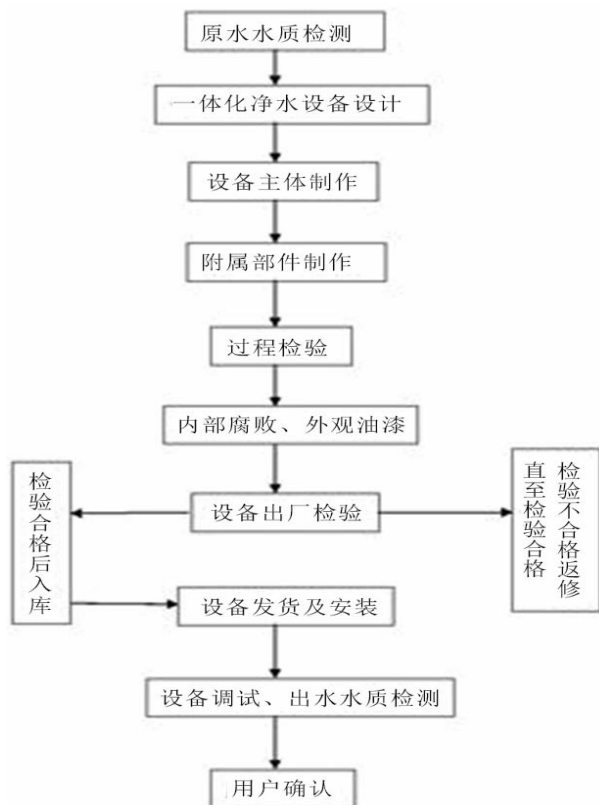 原水水质检测
一体化净水设备设计
设备主体制作
附属部件制作
过程检验
内部腐败、外观油漆
检验合格后入库
设备出厂检验
检验不合格返修
直至检验合格
设备发货及安装
设备调试、出水水质检测
用户确认